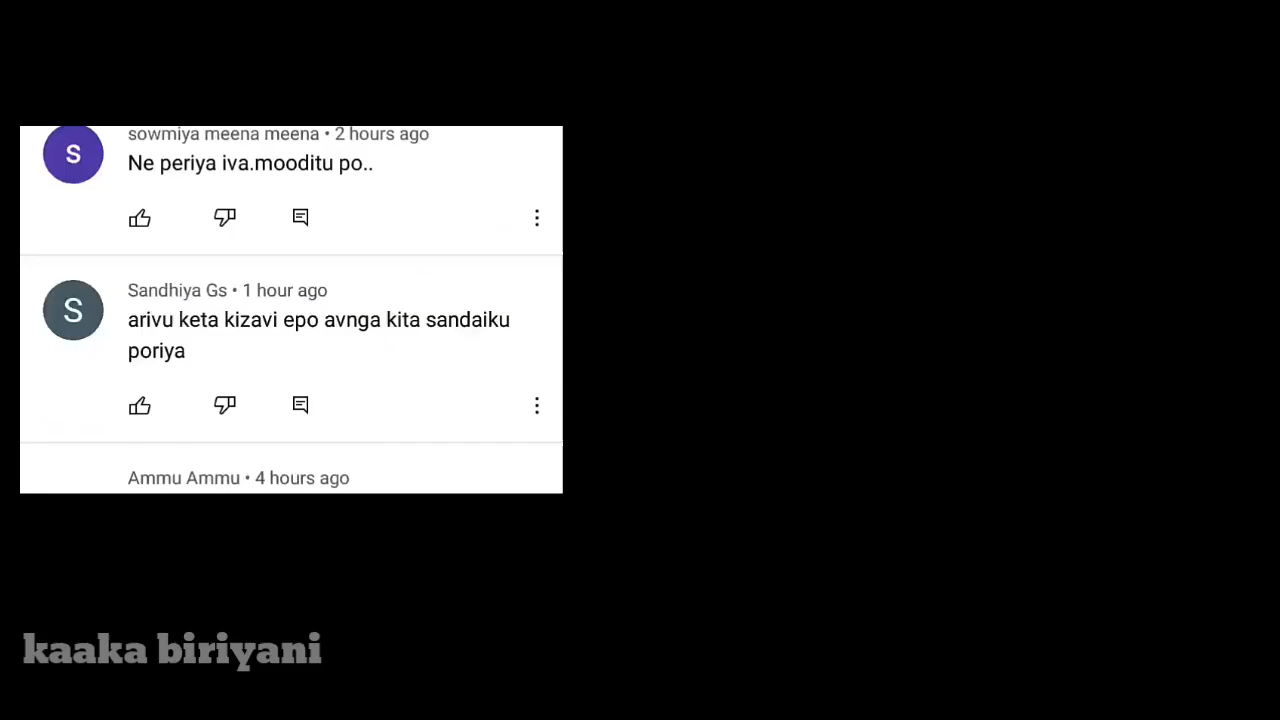 sowmiya meena meena • 2 hours ago
S
Ne periya iva.mooditu po..
Sandhiya Gs • 1 hour ago
S
arivu keta kizavi epo avnga kita sandaiku
poriya
Ammu Ammu • 4 hours ago
kaaka biriyani